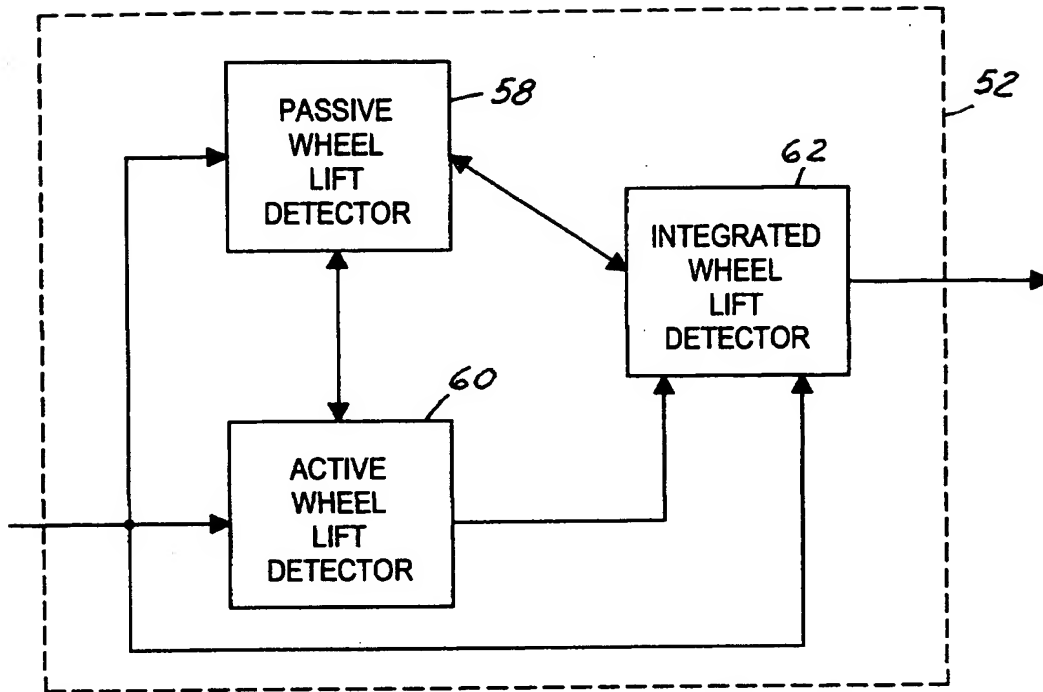 PASSIVE
WHEEL
LIFT
DETECTOR
58
52
62
INTEGRATED
WHEEL
LIFT
DETECTOR
60
ACTIVE
WHEEL
LIFT
DETECTOR